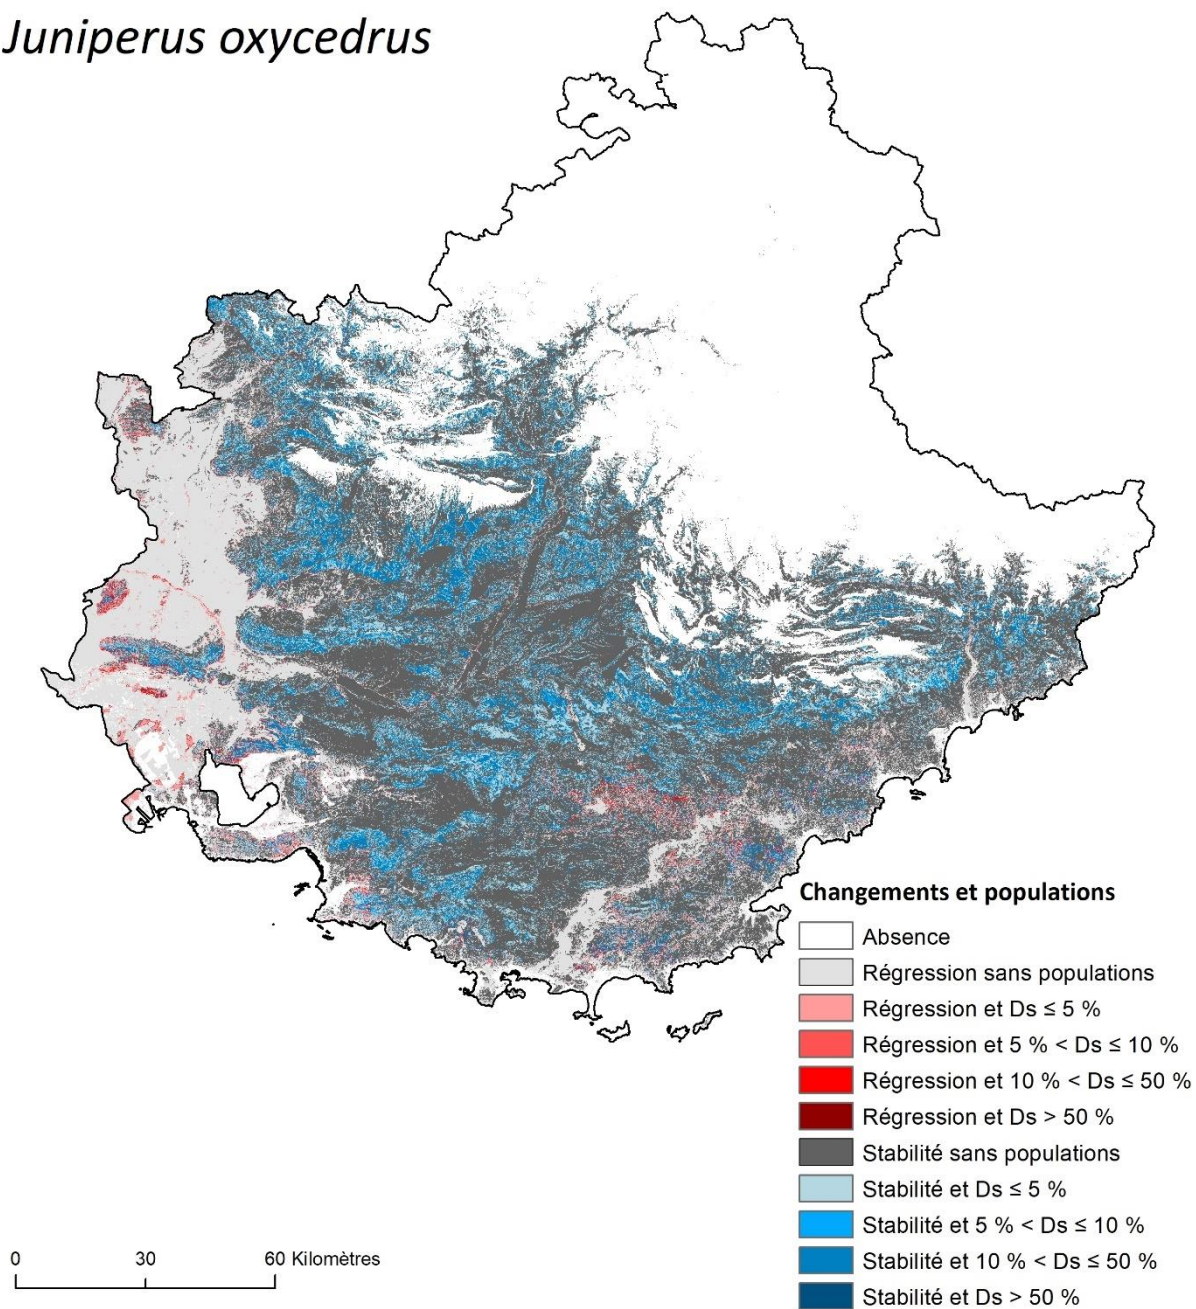 Juniperus oxycedrus
Changements et populations
Absence
Régression sans populations
Régression et Ds ≤ 5 %
Régression et 5 % < Ds ≤ 10 %
Régression et 10 % < Ds ≤ 50 %
Régression et Ds > 50 %
Stabilité sans populations
Stabilité et Ds ≤ 5 %
Stabilité et 5 % < Ds ≤ 10 %
Stabilité et 10 % < Ds ≤ 50 %
Stabilité et Ds > 50 %
0 30 60 Kilomètres